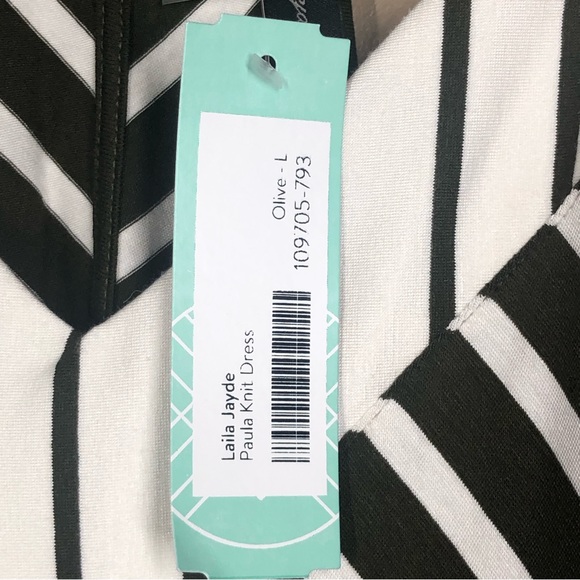 Laila Jayde
Paula Knit Dress
Olive - L
109705-793